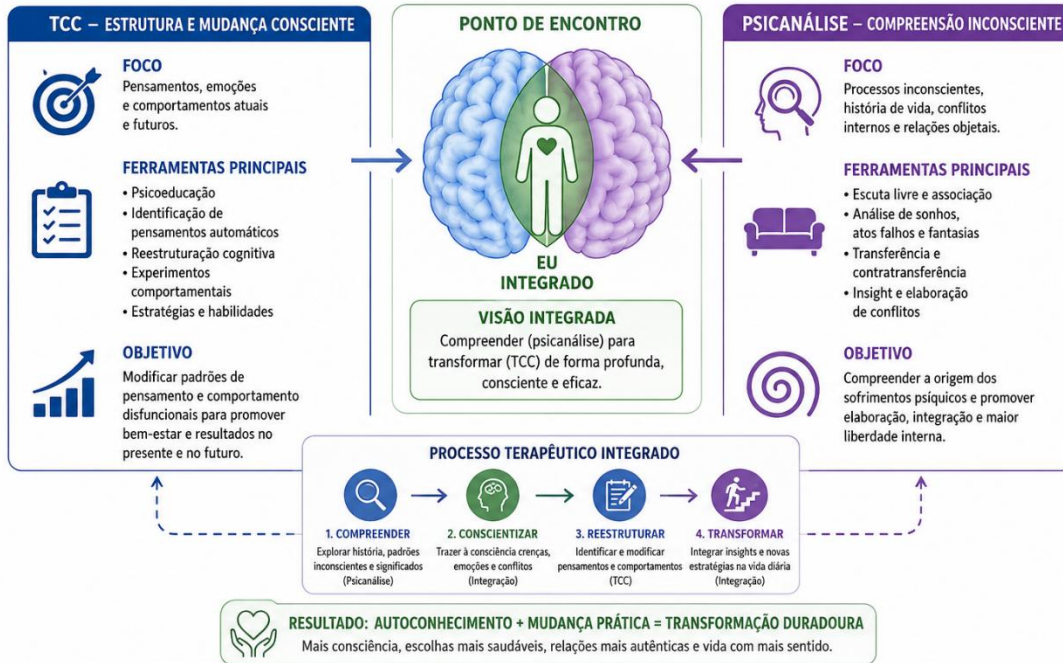 TCC – ESTRUTURA E MUDANÇA CONSCIENTE
FOCO
Pensamentos, emoções
e comportamentos atuais
e futuros.
FERRAMENTAS PRINCIPAIS
• Psicoeducação
• Identificação de
pensamentos automáticos
• Reestruturação cognitiva
• Experimentos
comportamentais
• Estratégias e habilidades
OBJETIVO
Modificar padrões de
pensamento e comportamento
disfuncionais para promover
bem-estar e resultados no
presente e no futuro.
PONTO DE ENCONTRO
EU
INTEGRADO
VISÃO INTEGRADA
Compreender (psicanálise) para
transformar (TCC) de forma profunda,
consciente e eficaz.
PSICANÁLISE – COMPREENSÃO INCONSCIENTE
FOCO
Processos inconscientes,
história de vida, conflitos
internos e relações objetais.
FERRAMENTAS PRINCIPAIS
• Escuta livre e associação
• Análise de sonhos,
atos falhos e fantasias
• Transferência e
contratransferência
• Insight e elaboração
de conflitos
OBJETIVO
Compreender a origem dos
sofrimentos psíquicos e promover
elaboração, integração e maior
liberdade interna.
PROCESSO TERAPÊUTICO INTEGRADO
1. COMPREENDER
Explorar história, padrões
inconscientes e significados
(Psicanálise)
2. CONSCIENTIZAR
Trazer à consciência crenças,
emoções e conflitos
(Integração)
3. REESTRUTURAR
Identificar e modificar
pensamentos e comportamentos
(TCC)
4. TRANSFORMAR
Integrar insights e novas
estratégias na vida diária
(Integração)
RESULTADO: AUTOCONHECIMENTO + MUDANÇA PRÁTICA = TRANSFORMAÇÃO DURADOURA
Mais consciência, escolhas mais saudáveis, relações mais autênticas e vida com mais sentido.